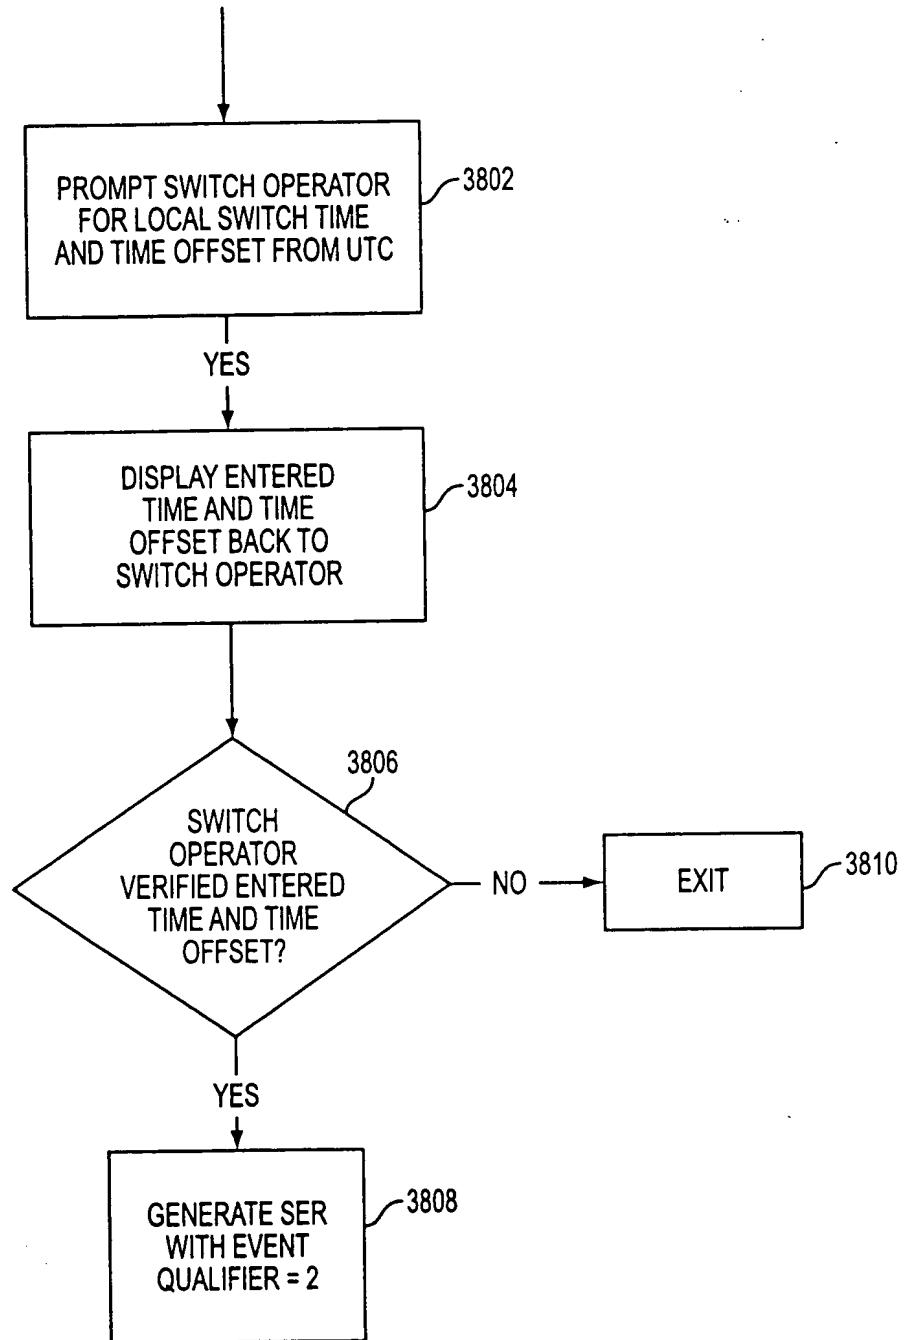 PROMPT SWITCH OPERATOR
FOR LOCAL SWITCH TIME
AND TIME OFFSET FROM UTC
3802
YES
DISPLAY ENTERED
TIME AND TIME
OFFSET BACK TO
SWITCH OPERATOR
3804
3806
SWITCH
OPERATOR
VERIFIED ENTERED
TIME AND TIME
OFFSET?
NO
EXIT
3810
YES
GENERATE SER
WITH EVENT
QUALIFIER = 2
3808